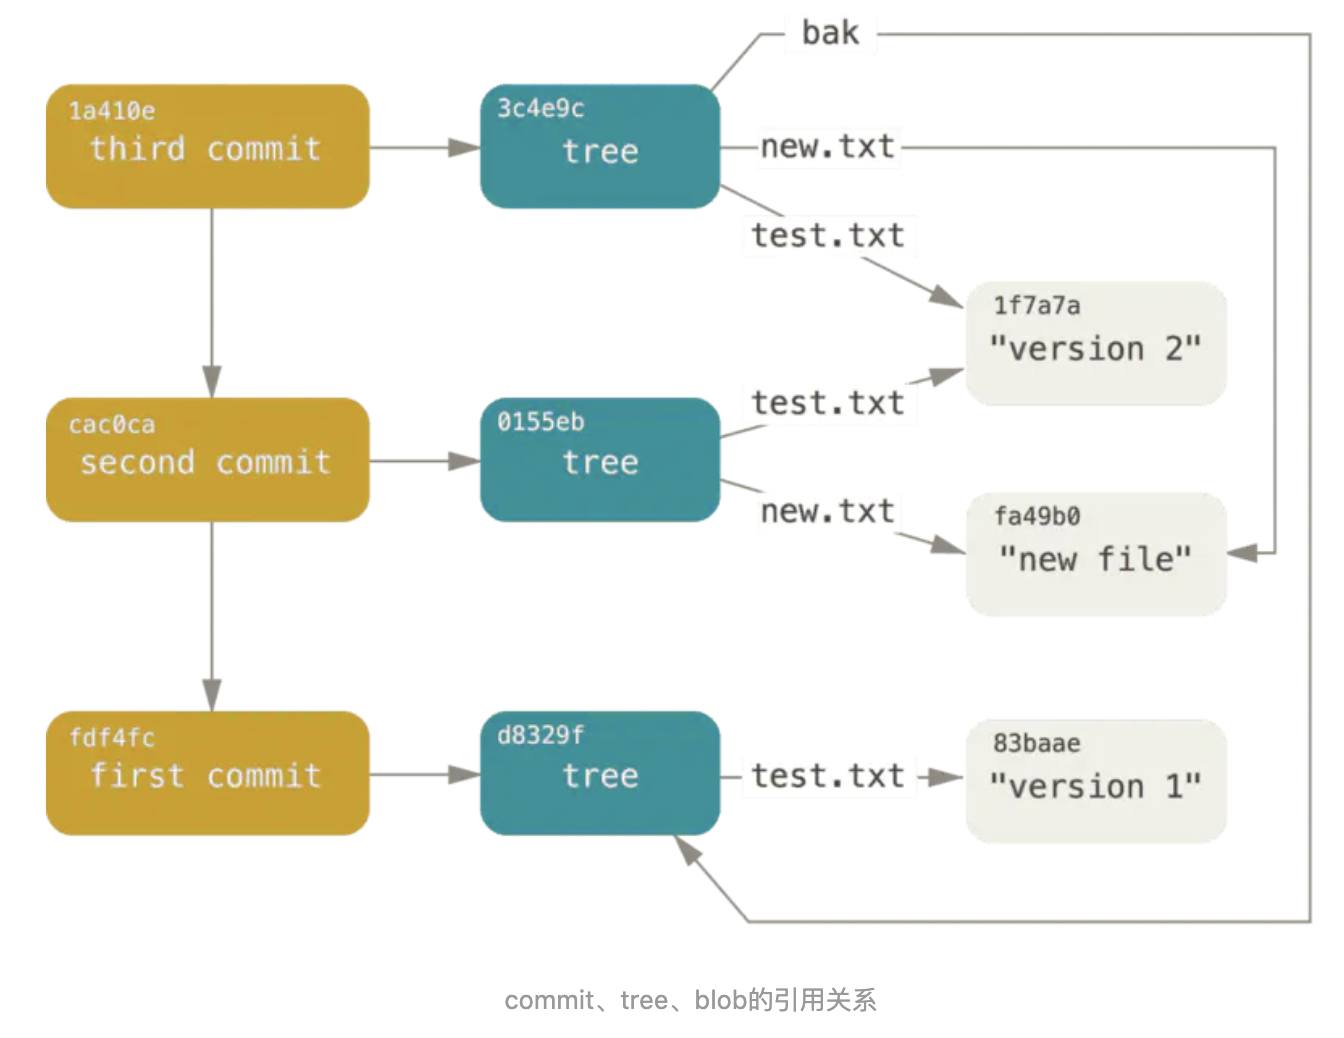 bak
1a410e
third commit
3c4e9c
tree
new.txt
test.txt
1f7a7a
"version 2"
cac0ca
second commit
0155eb
tree
test.txt
new.txt
fa49b0
"new file"
fdf4fc
first commit
d8329f
tree
test.txt
83baae
"version 1"
commit、tree、blob的引用关系